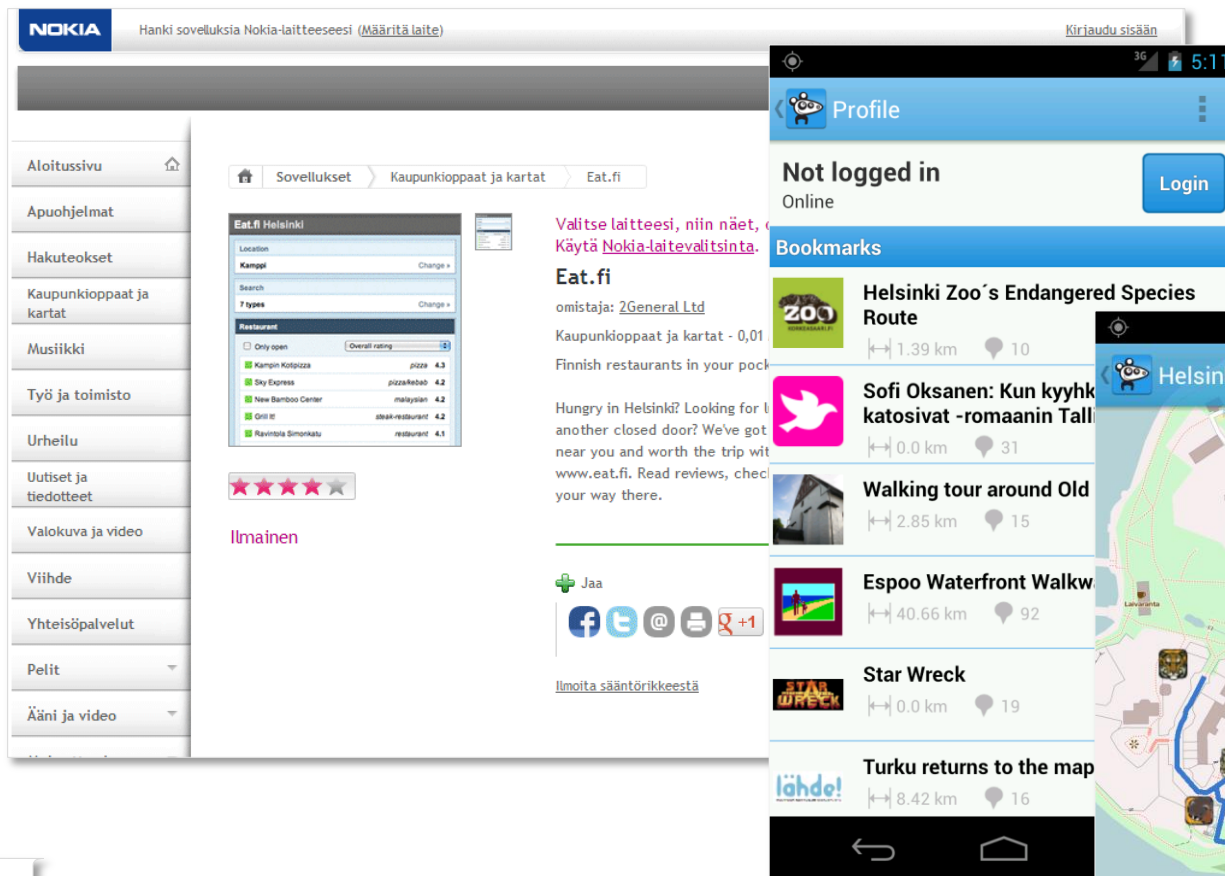 NOKIA
Hanki sovelluksia Nokia-laitteeseesi (Määritä laite)
Kirjaudu sisään
Aloitussivu
Apuohjelmat
Hakuteokset
Kaupunkioppaat ja
kartat
Musiikki
Työ ja toimisto
Urheilu
Uutiset ja
tiedotteet
Valokuva ja video
Viihde
Yhteisöpalvelut
Pelit
Ääni ja video
Sovellukset
Kaupunkioppaat ja kartat
Eat.fi
Eat.fi Helsinki
Location
Kamppi Change »
Search
7 types Change »
Restaurant
Only open Overall rating
Kampin Kotipizza pizza 4.3
Sky Express pizza/kebab 4.2
New Bamboo Center malaysian 4.2
Grill it! steak-restaurant 4.2
Ravintola Simonkatu restaurant 4.1
Ilmainen
Valitse laitteesi, niin näet,
Käytä Nokia-laitevalitsinta.
Eat.fi
omistaja: 2General Ltd
Kaupunkioppaat ja kartat - 0,01
Finnish restaurants in your
Hungry in Helsinki? Looking for
another closed door? We've got
near you and worth the trip
www.eat.fi. Read reviews,
your way there.
Jaa
+1
Ilmoita sääntörikkeestä
3G 5:11
Profile
Not logged in
Online
Login
Bookmarks
ZOO
KORKEASAARI.FI
Helsinki Zoo´s Endangered Species
Route
1.39 km 10
Sofi Oksanen: Kun
katosivat -romaanin
0.0 km 31
Walking tour around Old
2.85 km 15
Espoo Waterfront
40.66 km 92
STAR
WRECK
Star Wreck
0.0 km 19
lähde!
Turku returns to the map
8.42 km 16
Laivaranta